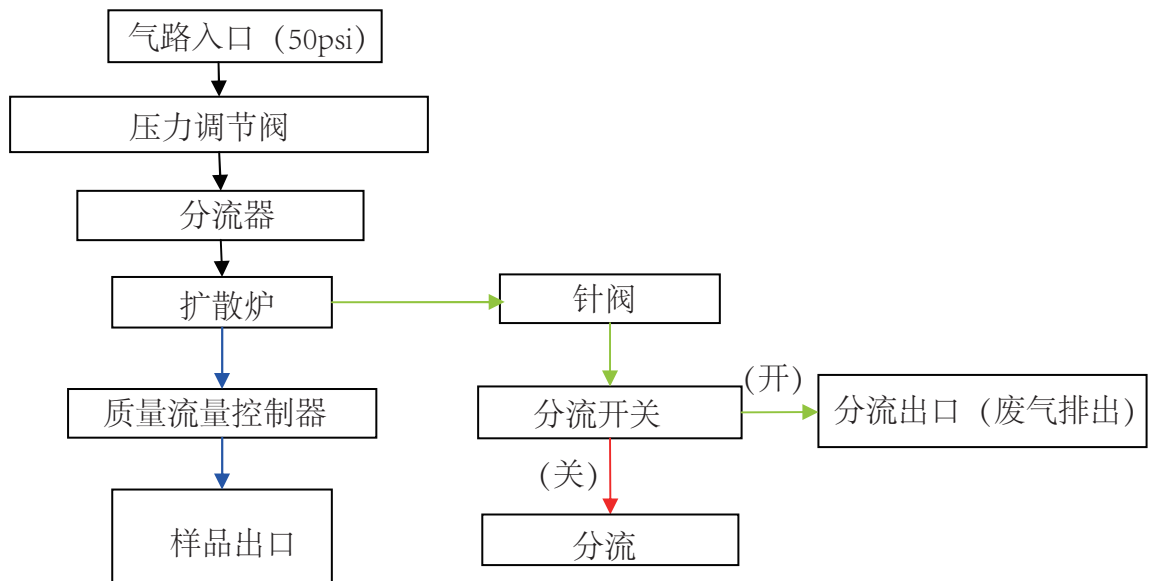 气路入口（50psi）
压力调节阀
分流器
扩散炉
针阀
质量流量控制器
分流开关
(开)
分流出口（废气排出）
(关)
样品出口
分流